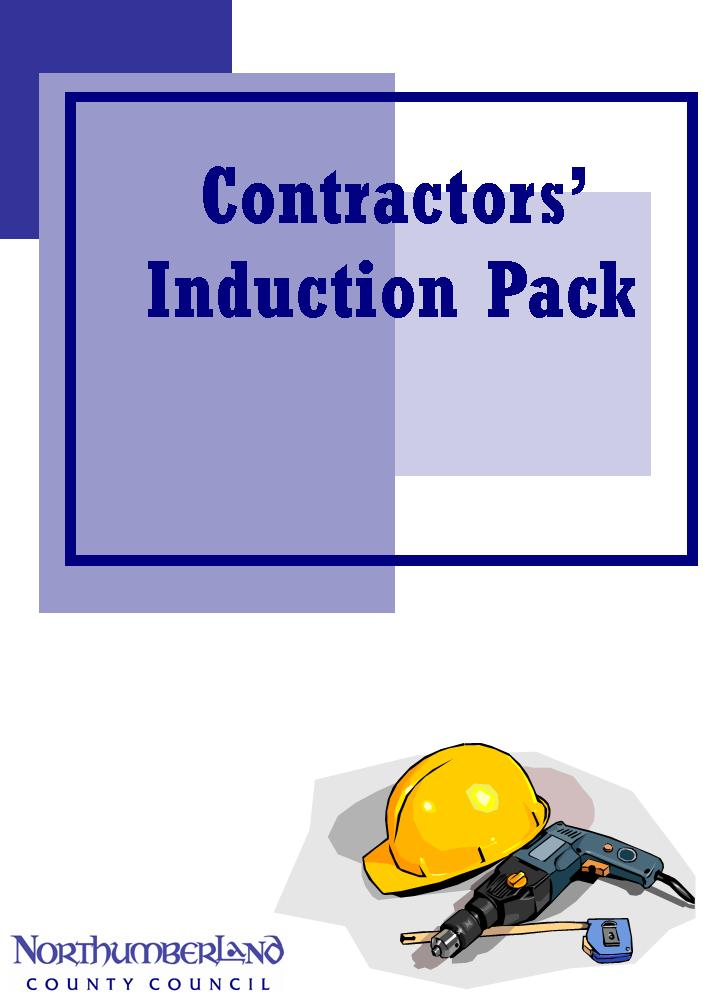 Contractors’
Induction Pack
Northumberland
COUNTY COUNCIL